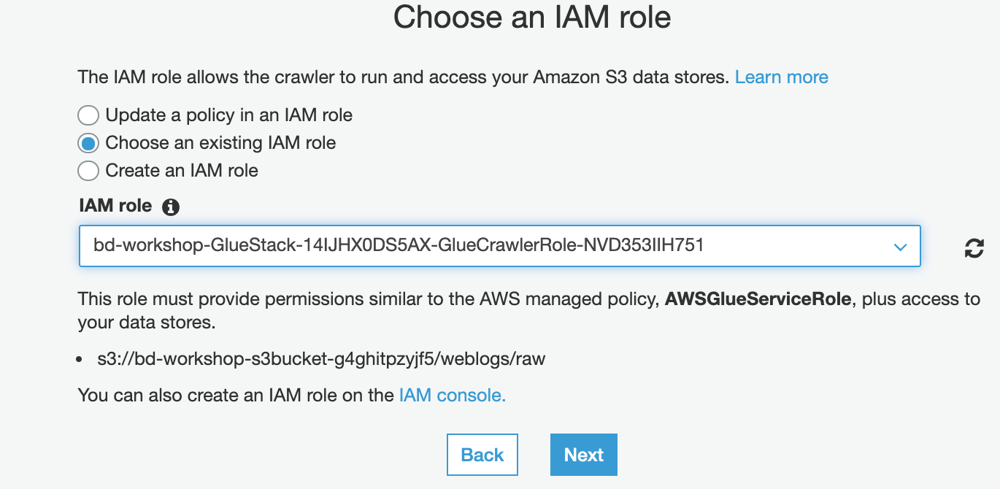 Choose an IAM role
The IAM role allows the crawler to run and access your Amazon S3 data stores. Learn more
Update a policy in an IAM role
Choose an existing IAM role
Create an IAM role
IAM role
bd-workshop-GlueStack-14IJHX0DS5AX-GlueCrawlerRole-NVD353IIH751
This role must provide permissions similar to the AWS managed policy, AWSGlueServiceRole, plus access to
your data stores.
• s3://bd-workshop-s3bucket-g4ghitpzyjf5/weblogs/raw
You can also create an IAM role on the IAM console.
Back Next